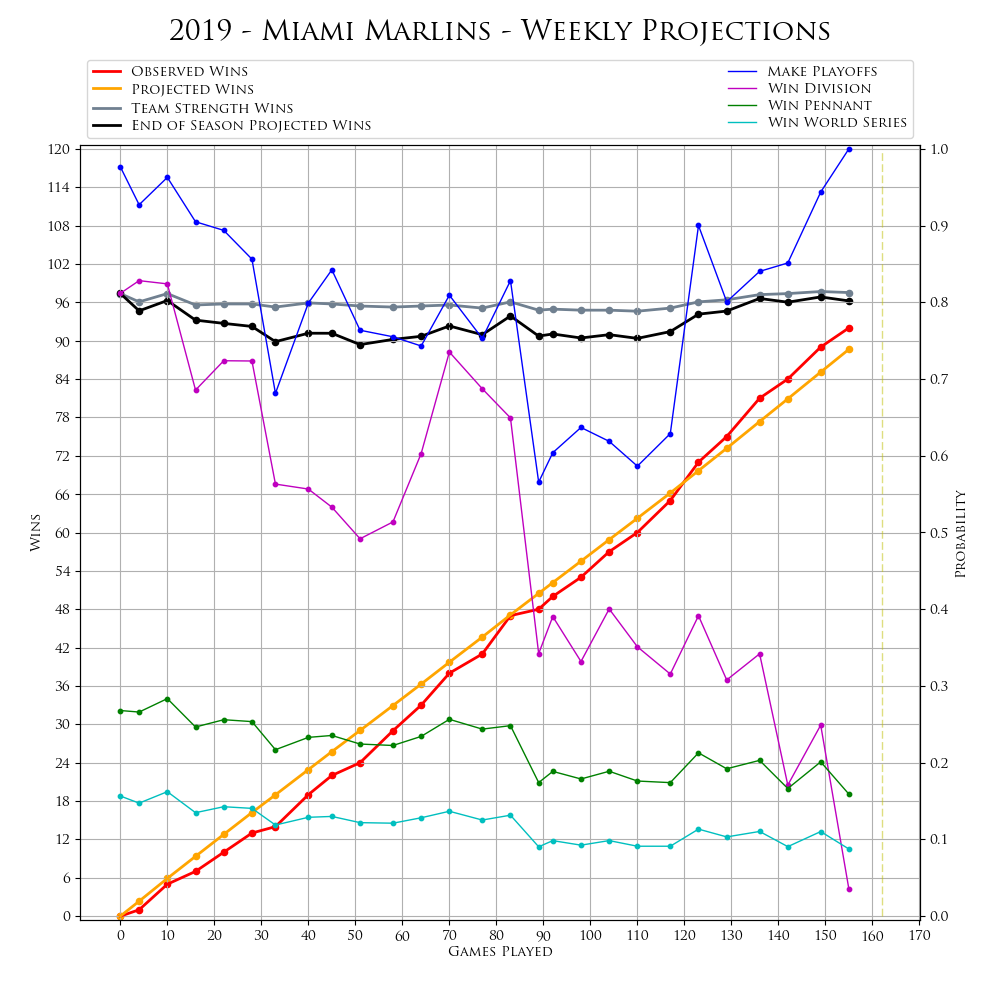 2019 - Miami Marlins - Weekly Projections
Observed Wins
Projected Wins
Team Strength Wins
End of Season Projected Wins
Make Playoffs
Win Division
Win Pennant
Win World Series
120
114
108
102
96
90
84
78
72
66
60
54
48
42
36
30
24
18
12
6
0
Wins
1.0
0.9
0.8
0.7
0.6
0.5
0.4
0.3
0.2
0.1
0.0
Probability
0 10 20 30 40 50 60 70 80 90 100 110 120 130 140 150 160 170
Games Played